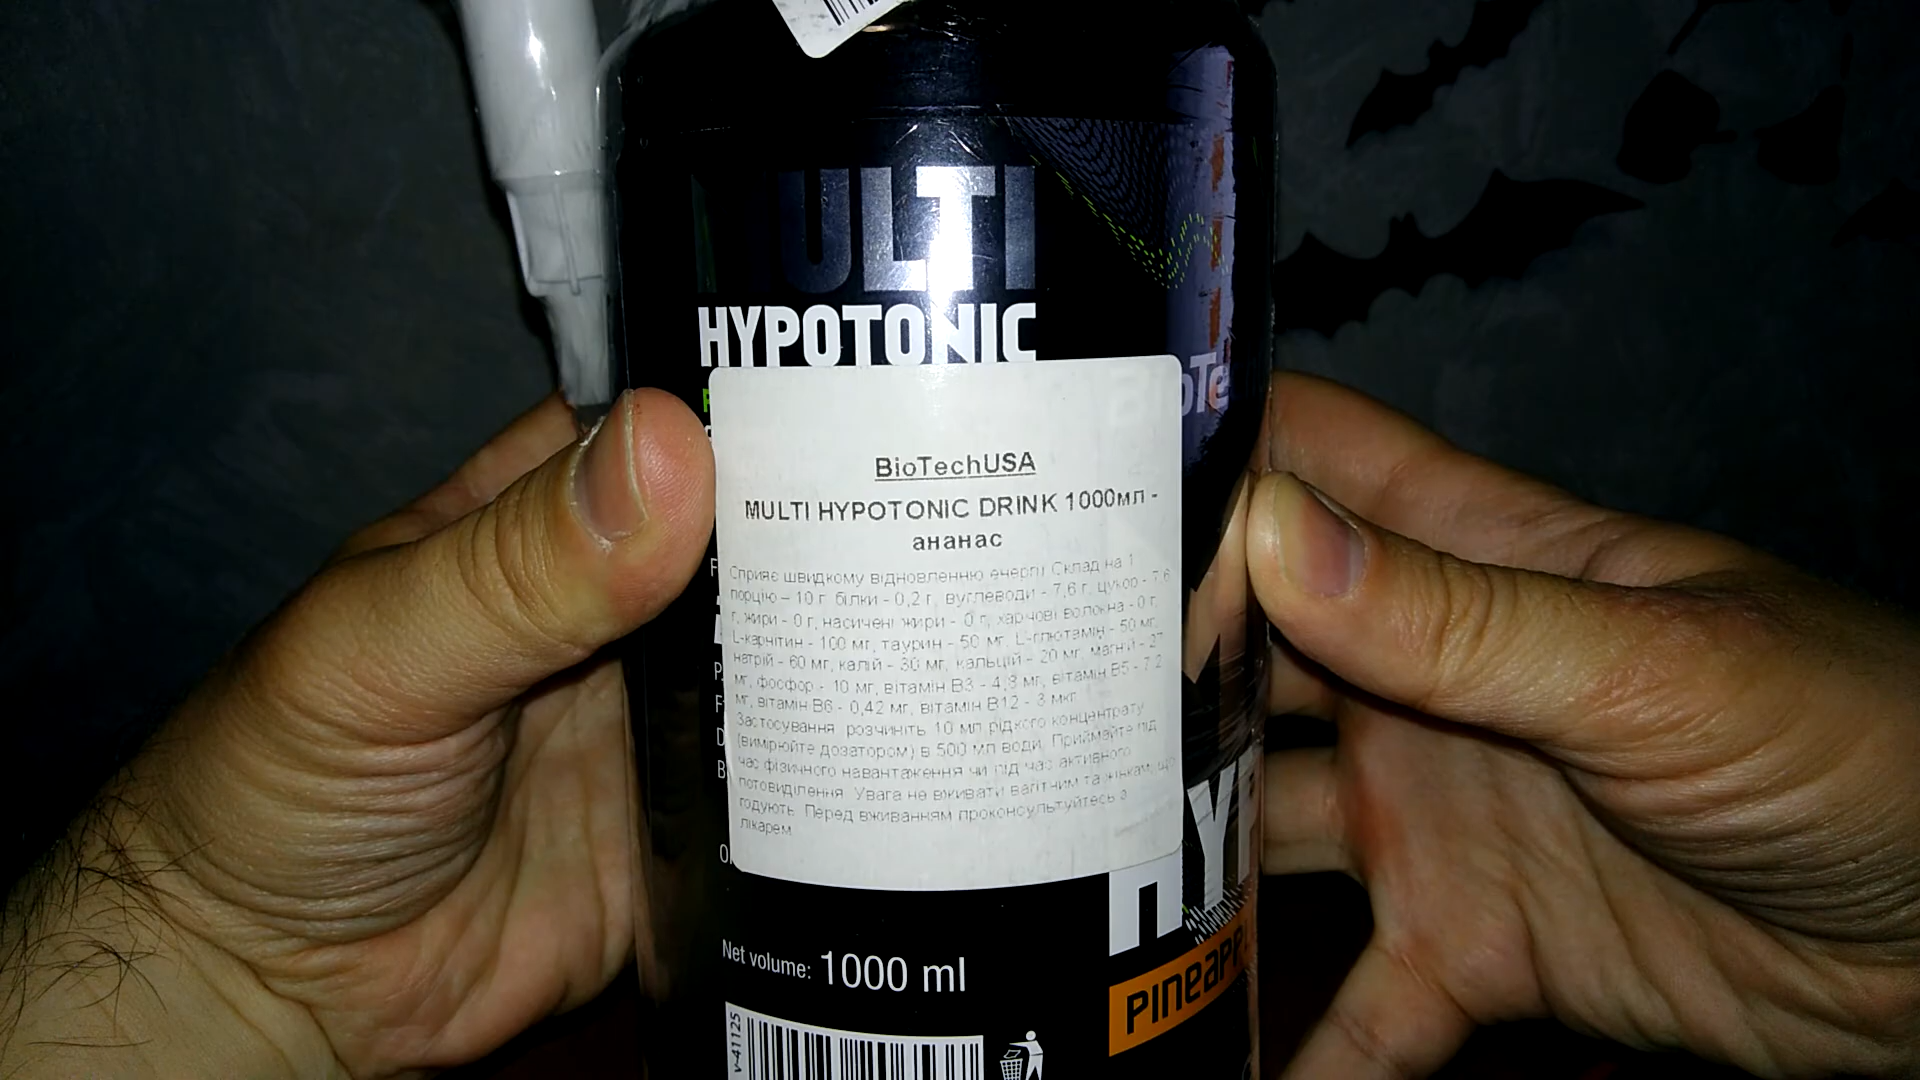 ULTI
HYPOTONIC
oTe
BioTechUSA
MULTI HYPOTONIC DRINK 1000мл -
ананас
Сприяє швидкому відновленню енергії Склад на 1
порцію – 10 г білки - 0,2 г, вуглеводи - 7,6 г, цукор - 7,6
г, жири - 0 г, насичені жири - 0 г, харчові волокна - 0 г,
L-карнітин - 100 мг, таурин - 50 мг, L-глютамін - 50 мг,
натрій - 60 мг, калій - 30 мг, кальцій - 20 мг, магній - 27
мг, фосфор - 10 мг, вітамін B3 - 4,8 мг, вітамін B5 - 7,2
мг, вітамін B6 - 0,42 мг, вітамін B12 - 3 мкг
Застосування розчиніть 10 мл рідкого концентрату
(виміряйте дозатором) в 500 мл води. Приймайте під
час фізичного навантаження чи під час активного
потовиділення Увага не вживати вагітним та жінкам, що
годують Перед вживанням проконсультуйтесь з
лікарем
HYP
PINEAPPL
Net volume: 1000 ml
v-41125